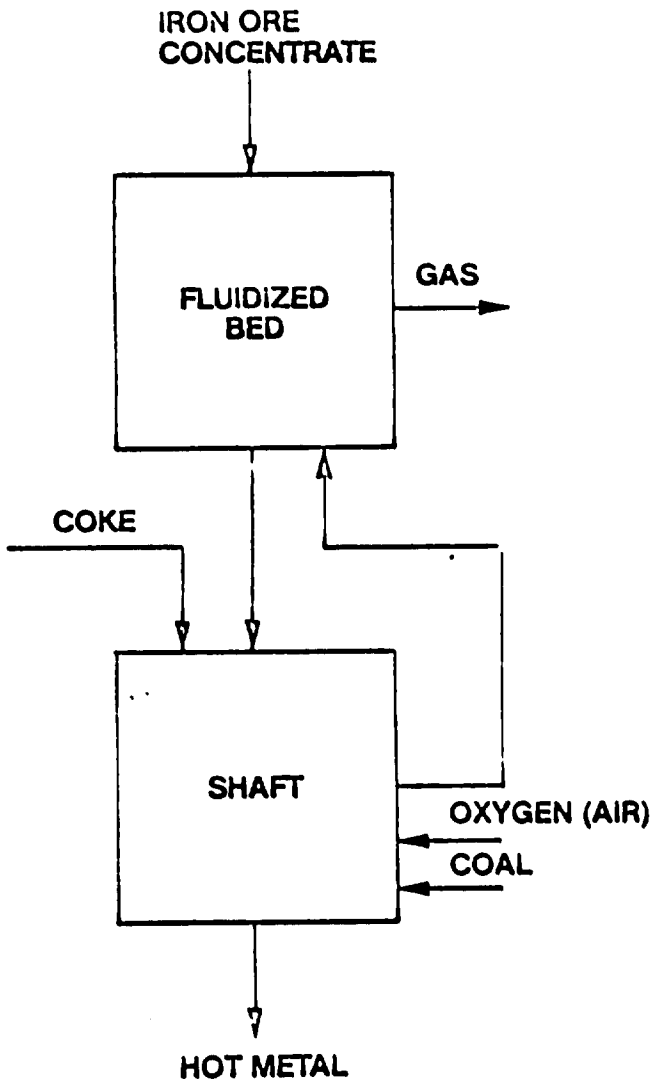 IRON ORE
CONCENTRATE
FLUIDIZED
BED
GAS
COKE
SHAFT
OXYGEN (AIR)
COAL
HOT METAL